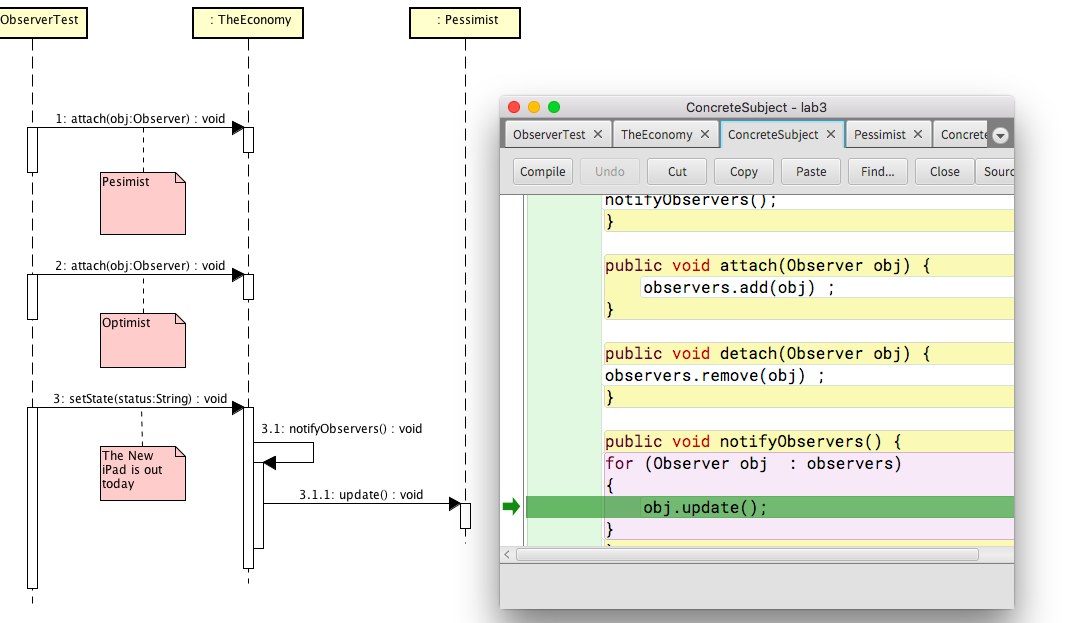 ObserverTest
: TheEconomy
: Pessimist
1: attach(obj:Observer) : void
Pesimist
2: attach(obj:Observer) : void
Optimist
3: setState(status:String) : void
The New
iPad is out
today
3.1: notifyObservers() : void
3.1.1: update() : void
ConcreteSubject - lab3
ObserverTest × TheEconomy × ConcreteSubject × Pessimist × Concrete
Compile Undo Cut Copy Paste Find... Close Sourc
notifyObservers();
}
public void attach(Observer obj) {
observers.add(obj) ;
}
public void detach(Observer obj) {
observers.remove(obj) ;
}
public void notifyObservers() {
for (Observer obj  : observers)
{
obj.update();
}